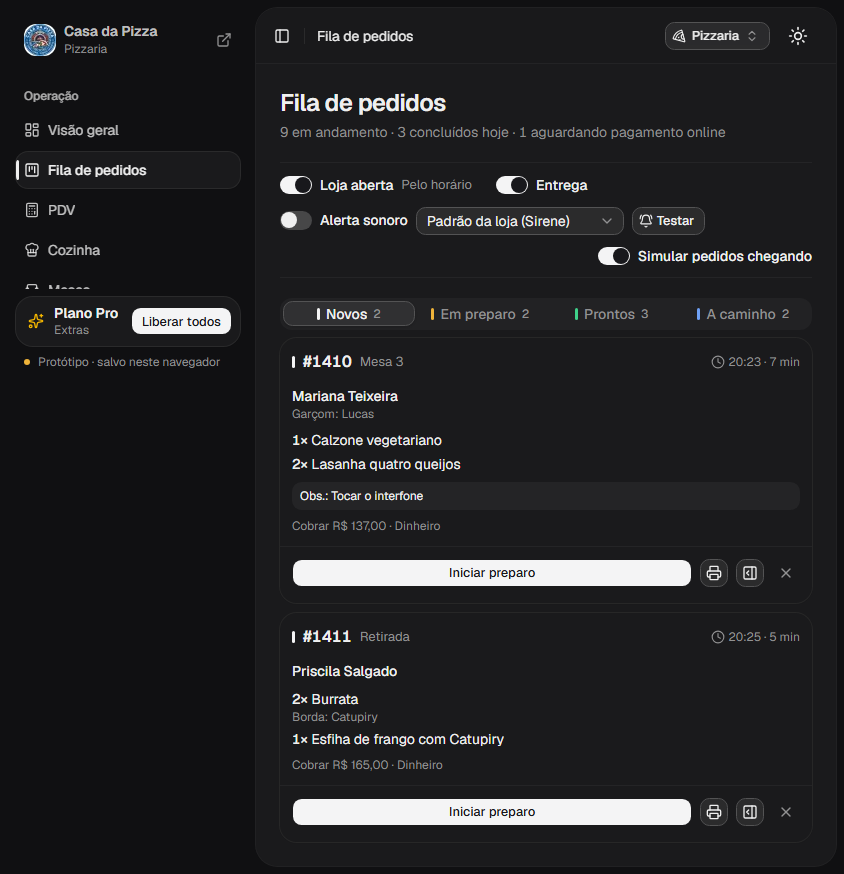 Casa da Pizza
Pizzaria
Operação
Visão geral
Fila de pedidos
PDV
Cozinha
Plano Pro
Extras
Liberar todos
Protótipo · salvo neste navegador
Fila de pedidos
Pizzaria
Fila de pedidos
9 em andamento · 3 concluídos hoje · 1 aguardando pagamento online
Loja aberta Pelo horário Entrega
Alerta sonoro Padrão da loja (Sirene) Testar
Simular pedidos chegando
Novos 2 Em preparo 2 Prontos 3 A caminho 2
#1410 Mesa 3 20:23 · 7 min
Mariana Teixeira
Garçom: Lucas
1× Calzone vegetariano
2× Lasanha quatro queijos
Obs.: Tocar o interfone
Cobrar R$ 137,00 · Dinheiro
Iniciar preparo
#1411 Retirada 20:25 · 5 min
Priscila Salgado
2× Burrata
Borda: Catupiry
1× Esfiha de frango com Catupiry
Cobrar R$ 165,00 · Dinheiro
Iniciar preparo